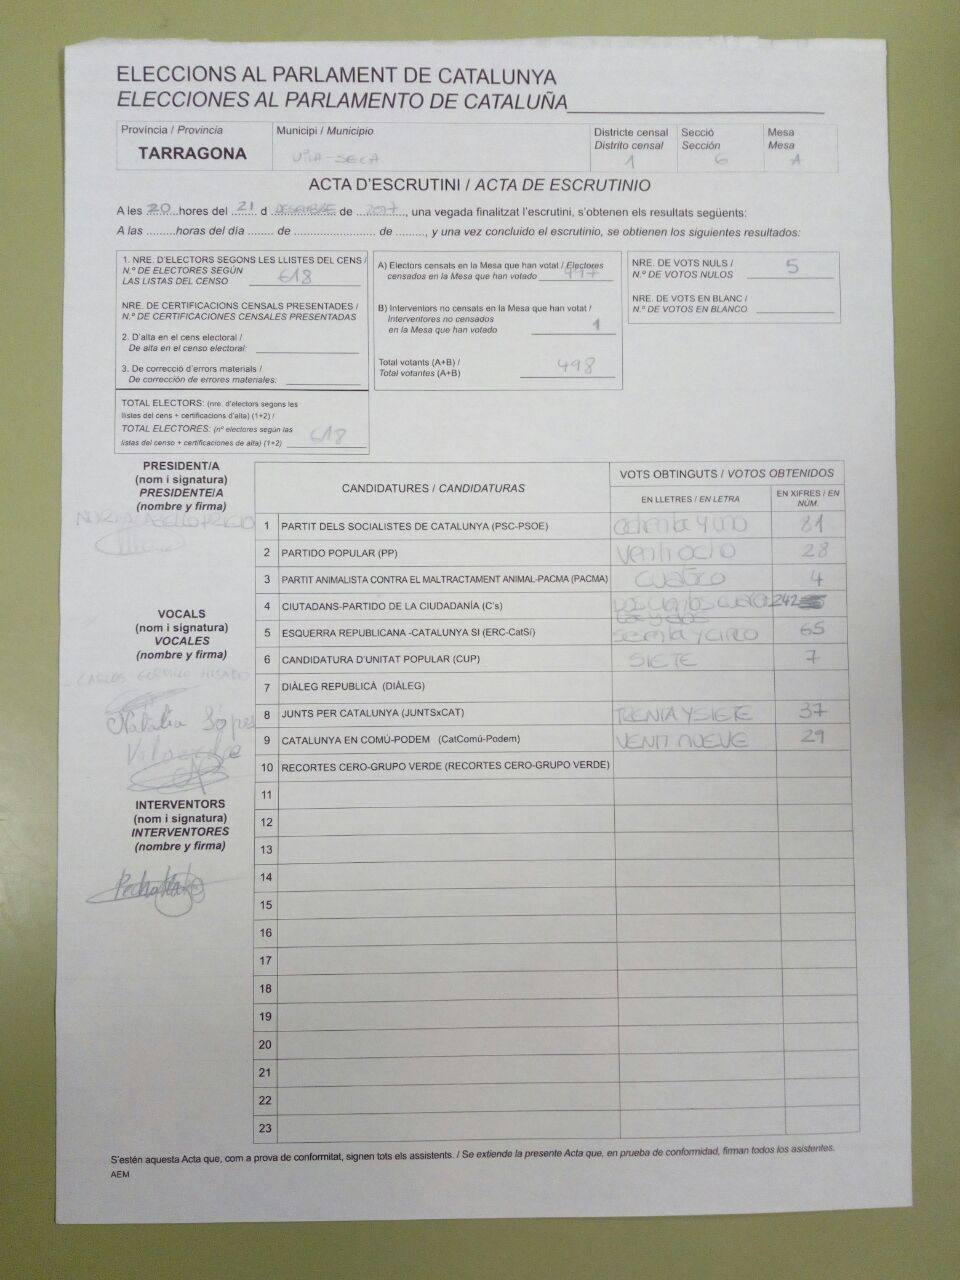 ELECCIONS AL PARLAMENT DE CATALUNYA
ELECCIONES AL PARLAMENTO DE CATALUÑA
Província / Provincia
TARRAGONA
Municipi / Municipio
VILA-SECA
Districte censal
Distrito censal
1
Secció
Sección
6
Mesa
Mesa
A
ACTA D'ESCRUTINI / ACTA DE ESCRUTINIO
A les 20 hores del 21 d DESEMBRE de 2017, una vegada finalitzat l'escrutini, s'obtenen els resultats següents:
A las .........horas del día ........ de ........................ de ........, y una vez concluido el escrutinio, se obtienen los siguientes resultados:
1. NRE. D'ELECTORS SEGONS LES LLISTES DEL CENS /
N.º DE ELECTORES SEGÚN
LAS LISTAS DEL CENSO 618
NRE. DE CERTIFICACIONS CENSALS PRESENTADES /
N.º DE CERTIFICACIONES CENSALES PRESENTADAS
2. D'alta en el cens electoral /
De alta en el censo electoral:
3. De correcció d'errors materials /
De corrección de errores materiales:
TOTAL ELECTORS: (nre. d'electors segons les
llistes del cens + certificacions d'alta) (1+2) /
TOTAL ELECTORES: (nº electores según las
listas del censo + certificaciones de alta) (1+2) 618
A) Electors censats en la Mesa que han votat / Electores
censados en la Mesa que han votado 497
B) Interventors no censats en la Mesa que han votat /
Interventores no censados
en la Mesa que han votado 1
Total votants (A+B) /
Total votantes (A+B) 498
NRE. DE VOTS NULS /
N.º DE VOTOS NULOS 5
NRE. DE VOTS EN BLANC /
N.º DE VOTOS EN BLANCO
PRESIDENT/A
(nom i signatura)
PRESIDENTE/A
(nombre y firma)
VOCALS
(nom i signatura)
VOCALES
(nombre y firma)
CARLOS
Natalia López
INTERVENTORS
(nom i signatura)
INTERVENTORES
(nombre y firma)
CANDIDATURES / CANDIDATURAS
VOTS OBTINGUTS / VOTOS OBTENIDOS
EN LLETRES / EN LETRA
EN XIFRES / EN NÚM.
1 PARTIT DELS SOCIALISTES DE CATALUNYA (PSC-PSOE) ochenta y uno 81
2 PARTIDO POPULAR (PP) ventiocho 28
3 PARTIT ANIMALISTA CONTRA EL MALTRACTAMENT ANIMAL-PACMA (PACMA) cuatro 4
4 CIUTADANS-PARTIDO DE LA CIUDADANÍA (C's) DOS cientos cuaren 242
ta y dos
5 ESQUERRA REPUBLICANA -CATALUNYA SI (ERC-CatSí) sesenta y cinco 65
6 CANDIDATURA D'UNITAT POPULAR (CUP) SIETE 7
7 DIÀLEG REPUBLICÀ (DIÀLEG)
8 JUNTS PER CATALUNYA (JUNTSxCAT) TRENTA Y SIETE 37
9 CATALUNYA EN COMÚ-PODEM (CatComú-Podem) VENTI NUEVE 29
10 RECORTES CERO-GRUPO VERDE (RECORTES CERO-GRUPO VERDE)
11
12
13
14
15
16
17
18
19
20
21
22
23
S'estén aquesta Acta que, com a prova de conformitat, signen tots els assistents. / Se extiende la presente Acta que, en prueba de conformidad, firman todos los asistentes.
AEM